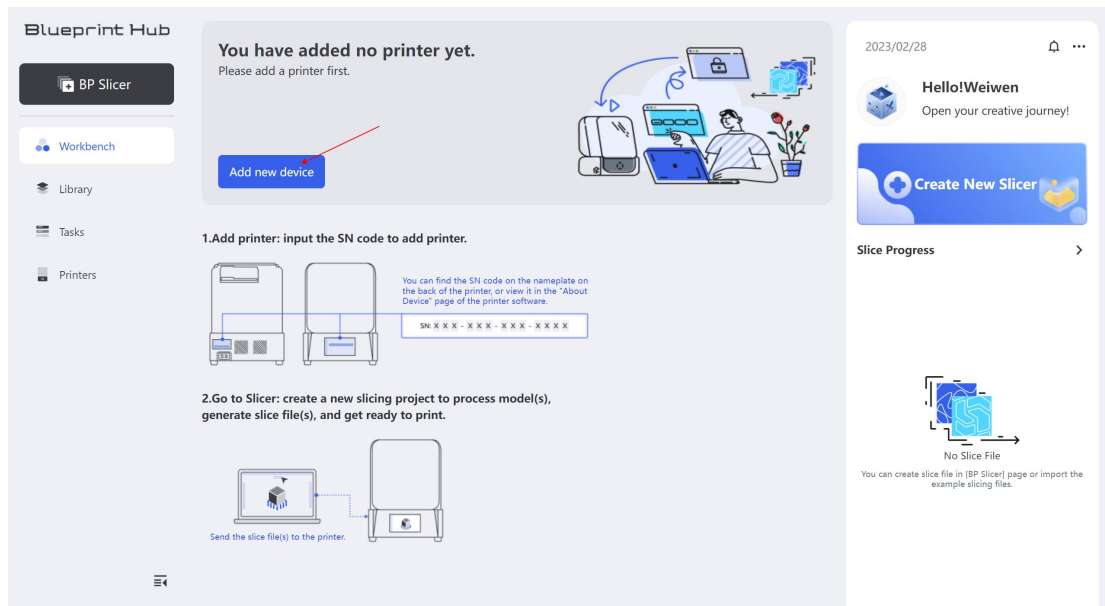 Blueprint Hub
BP Slicer
Workbench
Library
Tasks
Printers
You have added no printer yet.
Please add a printer first.
Add new device
1.Add printer: input the SN code to add printer.
You can find the SN code on the nameplate on
the back of the printer, or view it in the "About
Device" page of the printer software.
SN: X X X - X X X - X X X - X X X X
2.Go to Slicer: create a new slicing project to process model(s),
generate slice file(s), and get ready to print.
Send the slice file(s) to the printer.
2023/02/28
Hello!Weiwen
Open your creative journey!
Create New Slicer
Slice Progress
No Slice File
You can create slice file in [BP Slicer] page or import the
example slicing files.